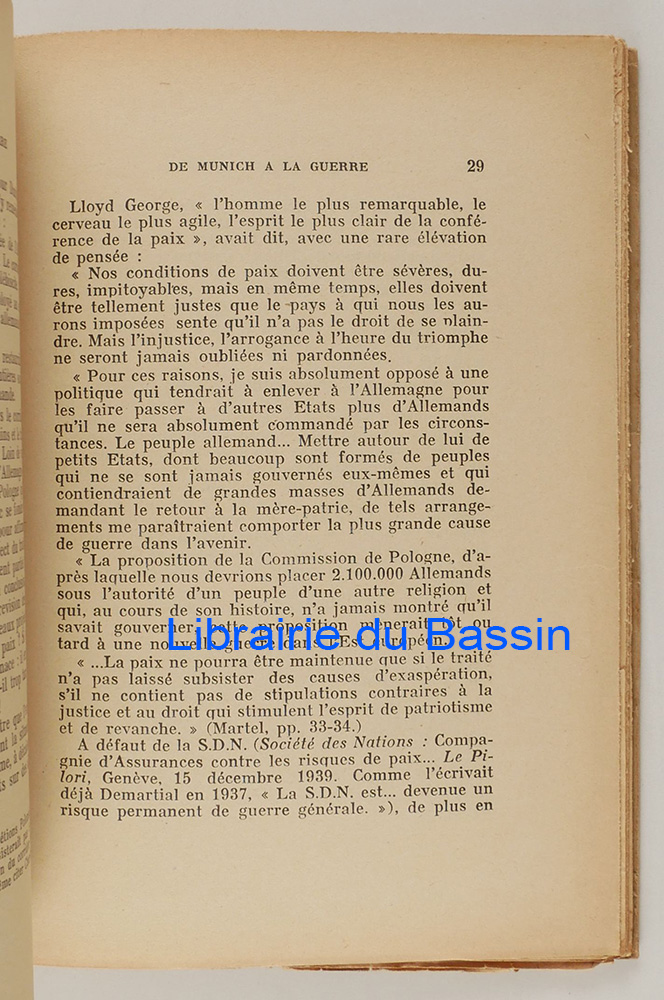 DE MUNICH A LA GUERRE 29
Lloyd George, « l'homme le plus remarquable, le
cerveau le plus agile, l'esprit le plus clair de la confé-
rence de la paix », avait dit, avec une rare élévation
de pensée :
« Nos conditions de paix doivent être sévères, du-
res, impitoyables, mais en même temps, elles doivent
être tellement justes que le pays à qui nous les au-
rons imposées sente qu'il n'a pas le droit de se plain-
dre. Mais l'injustice, l'arrogance à l'heure du triomphe
ne seront jamais oubliées ni pardonnées.
« Pour ces raisons, je suis absolument opposé à une
politique qui tendrait à enlever à l'Allemagne pour
les faire passer à d'autres Etats plus d'Allemands
qu'il ne sera absolument commandé par les circons-
tances. Le peuple allemand... Mettre autour de lui de
petits Etats, dont beaucoup sont formés de peuples
qui ne se sont jamais gouvernés eux-mêmes et qui
contiendraient de grandes masses d'Allemands de-
mandant le retour à la mère-patrie, de tels arrange-
ments me paraîtraient comporter la plus grande cause
de guerre dans l'avenir.
« La proposition de la Commission de Pologne, d'a-
près laquelle nous devrions placer 2.100.000 Allemands
sous l'autorité d'un peuple d'une autre religion et
qui, au cours de son histoire, n'a jamais montré qu'il
savait gouverner, cette proposition mènerait tôt ou
Librairie du Bassin
tard à une nouvelle guerre dans l'Est européen.
« ...La paix ne pourra être maintenue que si le traité
n'a pas laissé subsister des causes d'exaspération,
s'il ne contient pas de stipulations contraires à la
justice et au droit qui stimulent l'esprit de patriotisme
et de revanche. » (Martel, pp. 33-34.)
A défaut de la S.D.N. (Société des Nations : Compa-
gnie d'Assurances contre les risques de paix... Le Pi-
lori, Genève, 15 décembre 1939. Comme l'écrivait
déjà Demartial en 1937, « La S.D.N. est... devenue un
risque permanent de guerre générale. »), de plus en